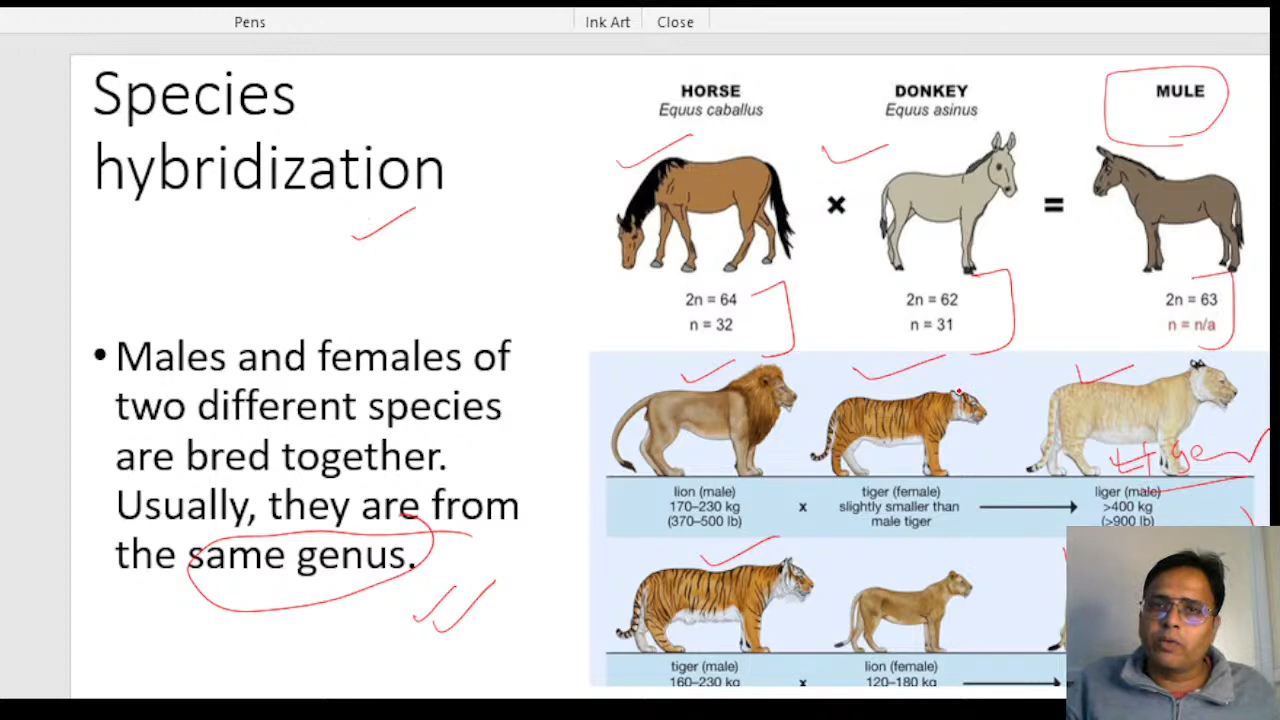 Pens
Ink Art
Close
Species
hybridization
• Males and females of
two different species
are bred together.
Usually, they are from
the same genus.
HORSE
Equus caballus
DONKEY
Equus asinus
MULE
× =
2n = 64
n = 32
2n = 62
n = 31
2n = 63
n = n/a
lion (male)
170–230 kg
(370–500 lb)
x
tiger (female)
slightly smaller than
male tiger
liger (male)
>400 kg
(>900 lb)
tiger (male)
160–230 kg
x
lion (female)
120–180 kg